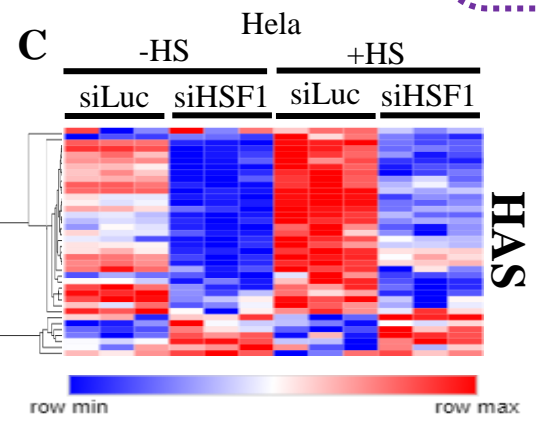 C
Hela
-HS
+HS
siLuc siHSF1 siLuc siHSF1
HAS
row min row max